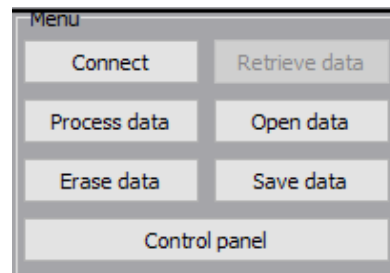 Menu
Connect
Retrieve data
Process data
Open data
Erase data
Save data
Control panel